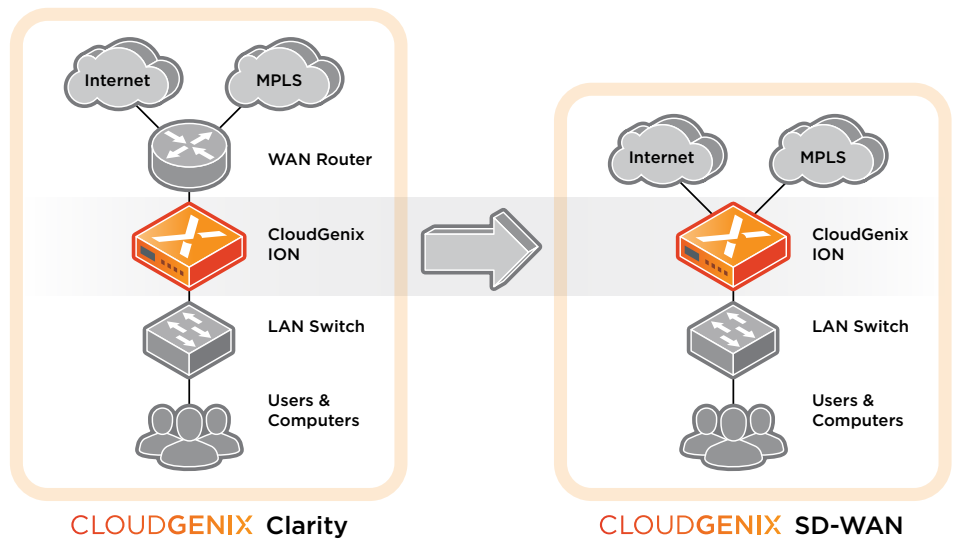 Internet
MPLS
WAN Router
CloudGenix
ION
LAN Switch
Users &
Computers
CLOUDGENIX Clarity
Internet
MPLS
CloudGenix
ION
LAN Switch
Users &
Computers
CLOUDGENIX SD-WAN